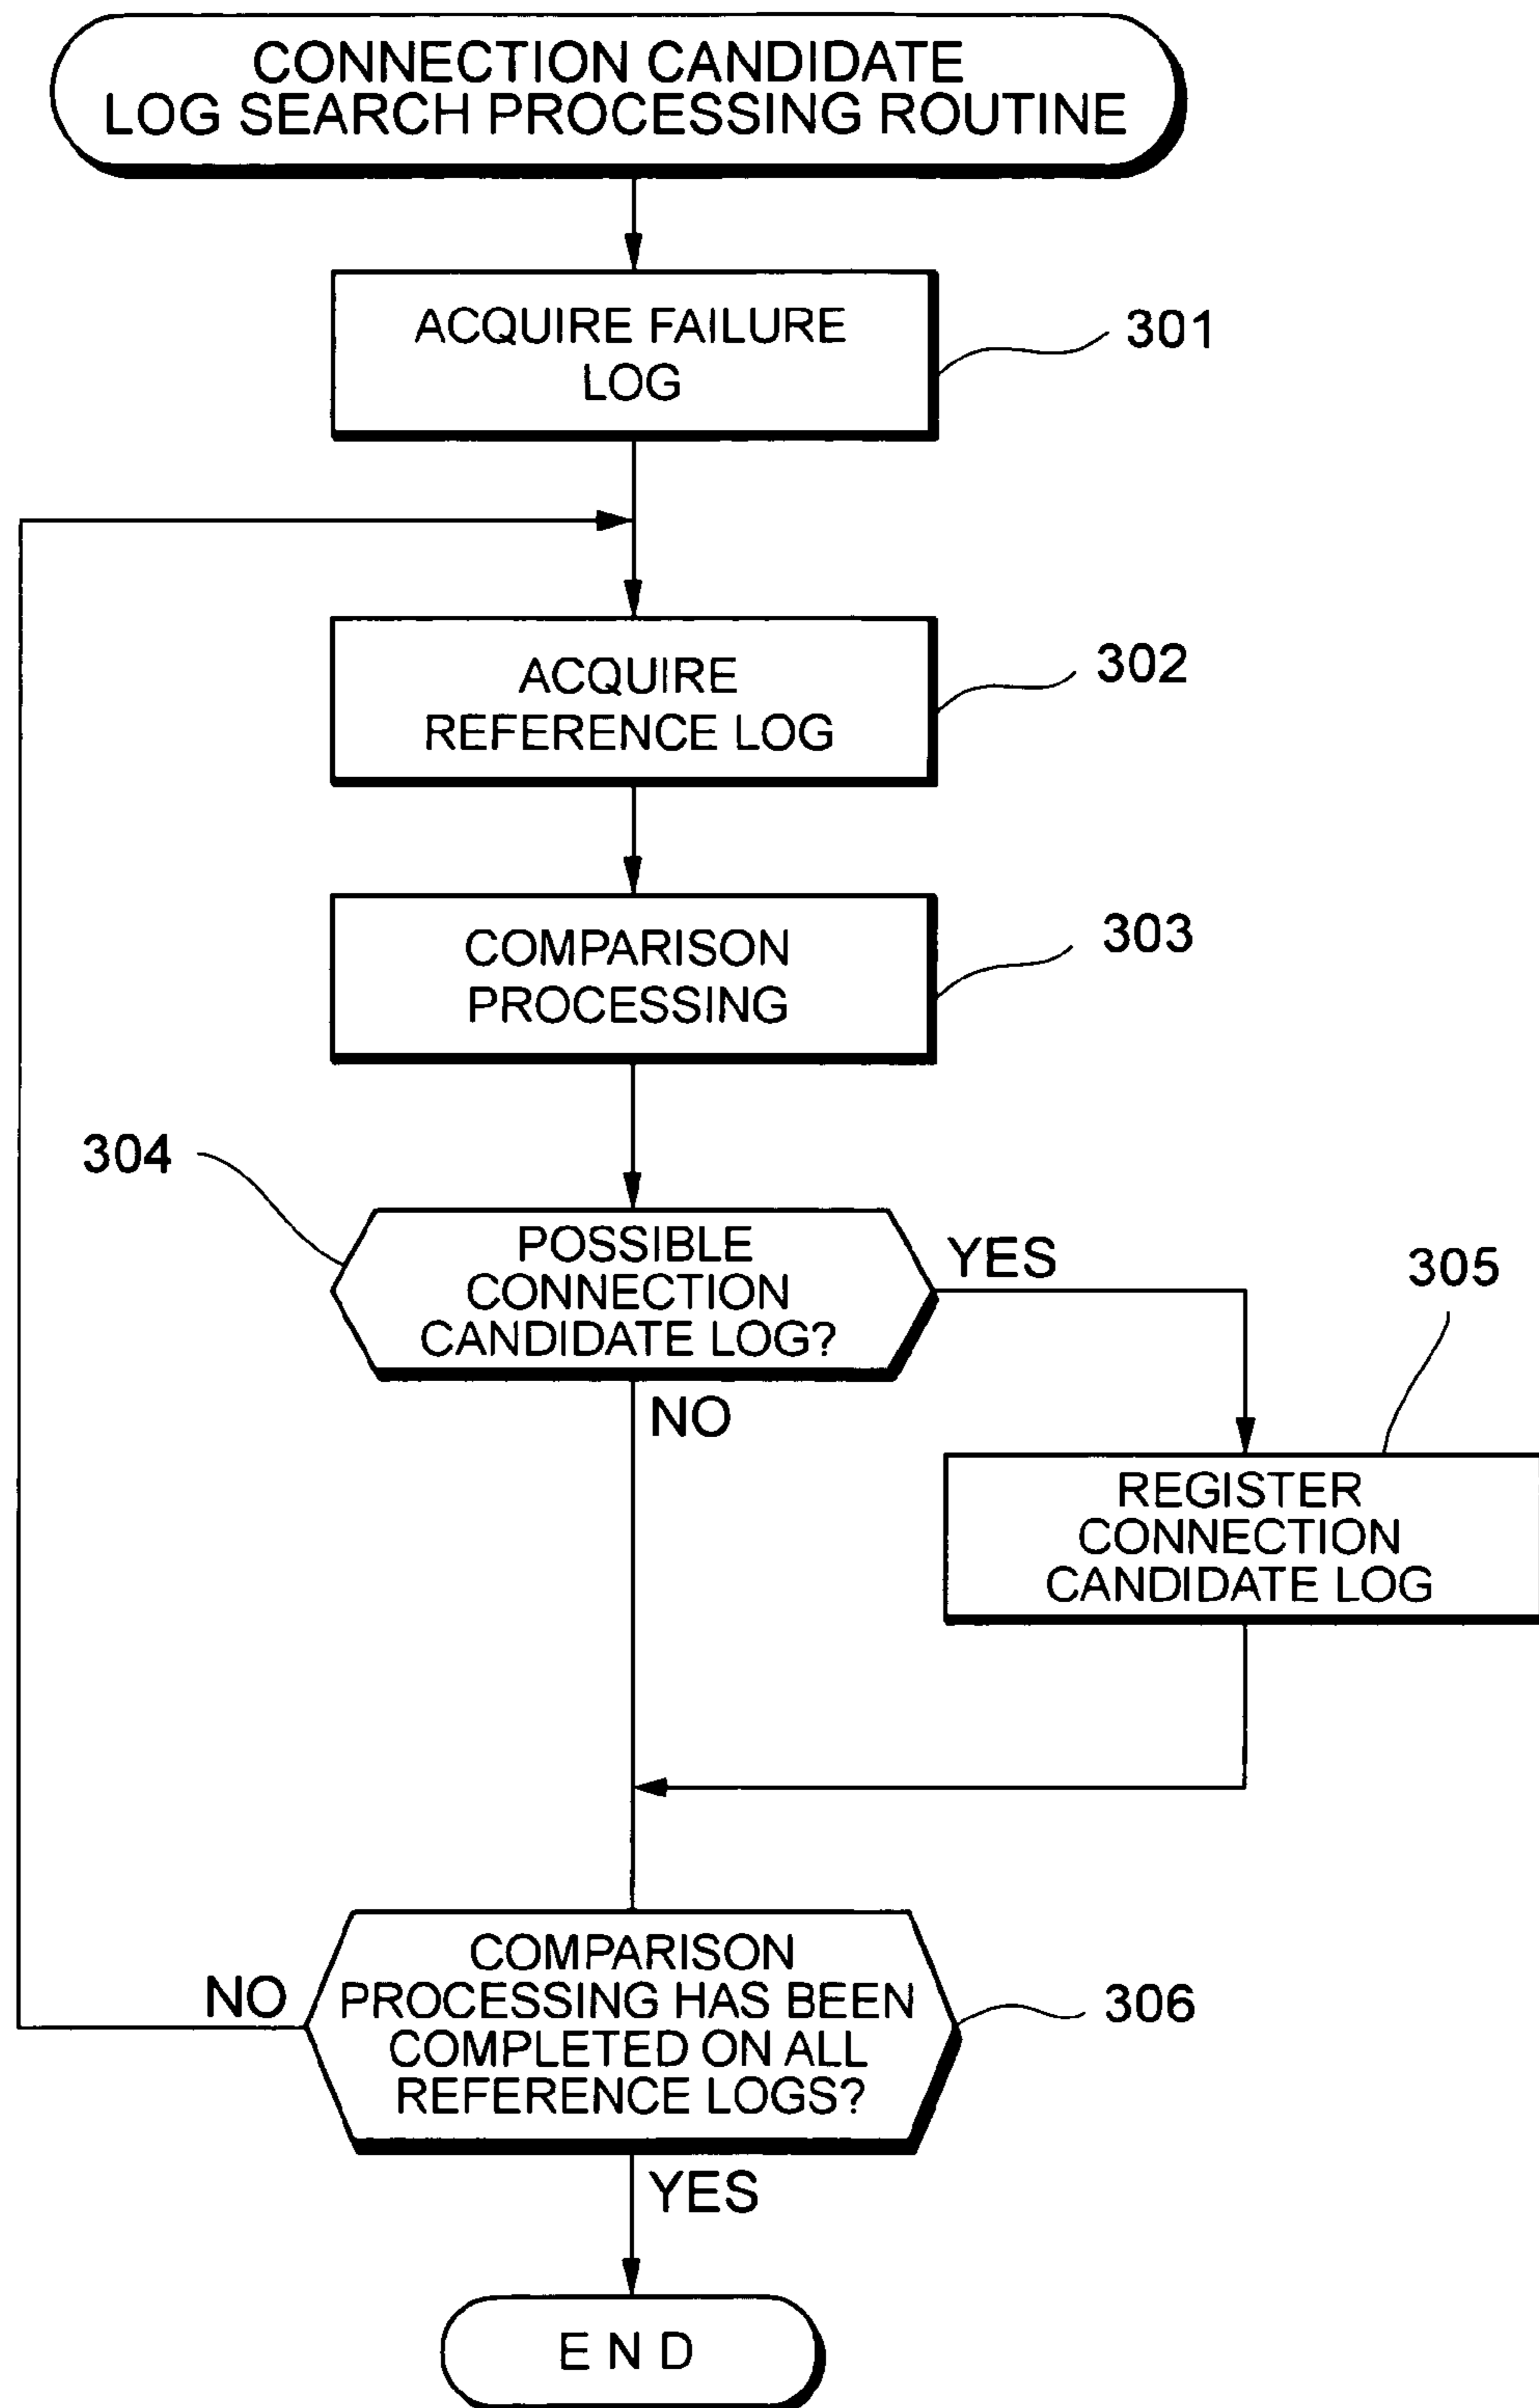 CONNECTION CANDIDATE
LOG SEARCH PROCESSING ROUTINE
ACQUIRE FAILURE
LOG
301
ACQUIRE
REFERENCE LOG
302
COMPARISON
PROCESSING
303
304
POSSIBLE
CONNECTION
CANDIDATE LOG?
YES
NO
305
REGISTER
CONNECTION
CANDIDATE LOG
COMPARISON
PROCESSING HAS BEEN
COMPLETED ON ALL
REFERENCE LOGS?
NO
306
YES
END